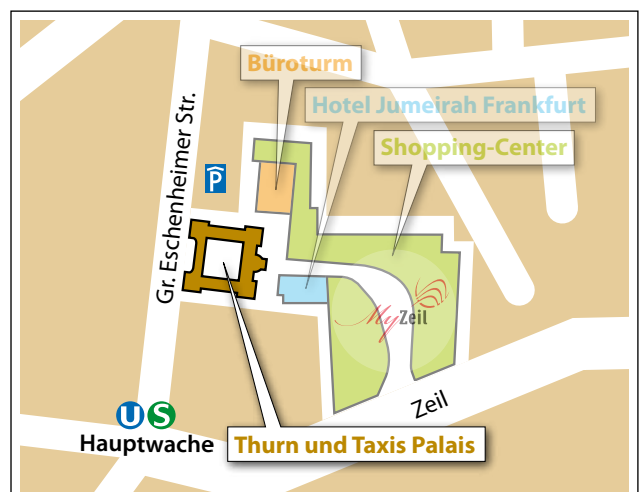 Büroturm
Hotel Jumeirah Frankfurt
Shopping-Center
Gr. Eschenheimer Str.
P
MyZeil
Zeil
U S
Hauptwache
Thurn und Taxis Palais